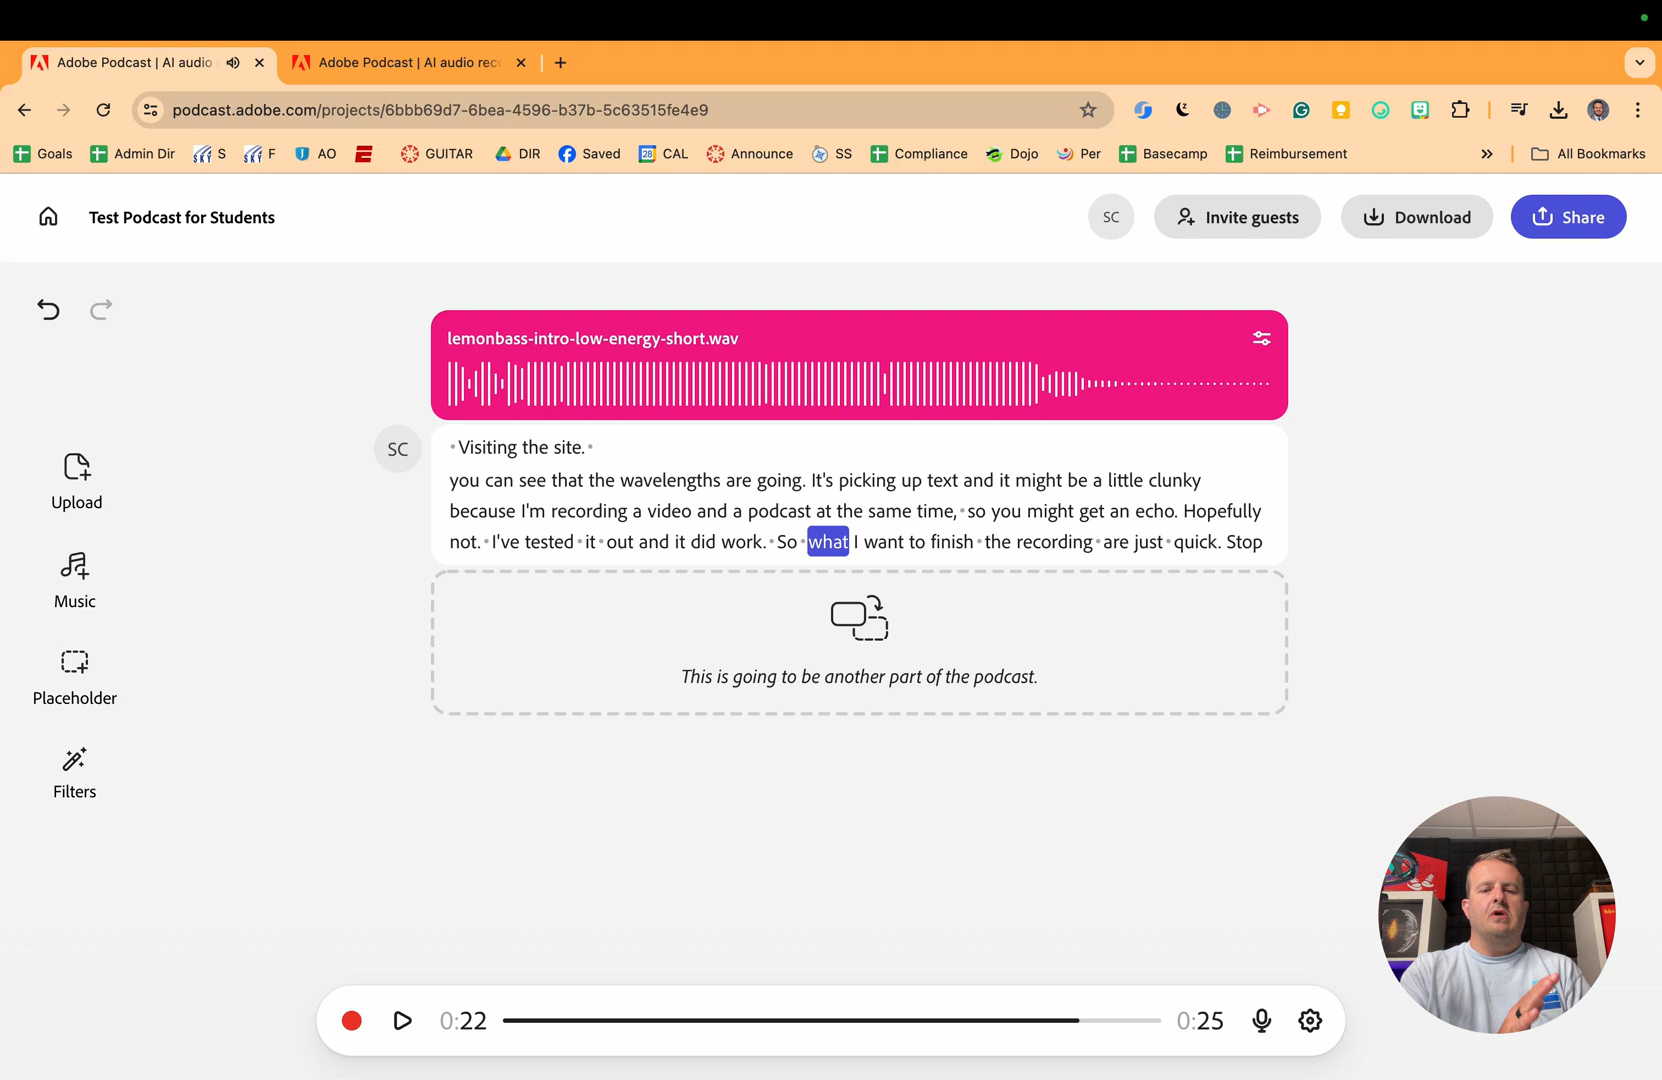 Adobe Podcast | AI audio
Adobe Podcast | AI audio rec
podcast.adobe.com/projects/6bbb69d7-6bea-4596-b37b-5c63515fe4e9
Goals Admin Dir S F AO GUITAR DIR Saved 28 CAL Announce SS Compliance Dojo Per Basecamp Reimbursement All Bookmarks
Test Podcast for Students
SC Invite guests Download Share
lemonbass-intro-low-energy-short.wav
SC
Visiting the site.
you can see that the wavelengths are going. It's picking up text and it might be a little clunky
because I'm recording a video and a podcast at the same time, so you might get an echo. Hopefully
not. I've tested it out and it did work. So what I want to finish the recording are just quick. Stop
This is going to be another part of the podcast.
Upload
Music
Placeholder
Filters
0:22 0:25